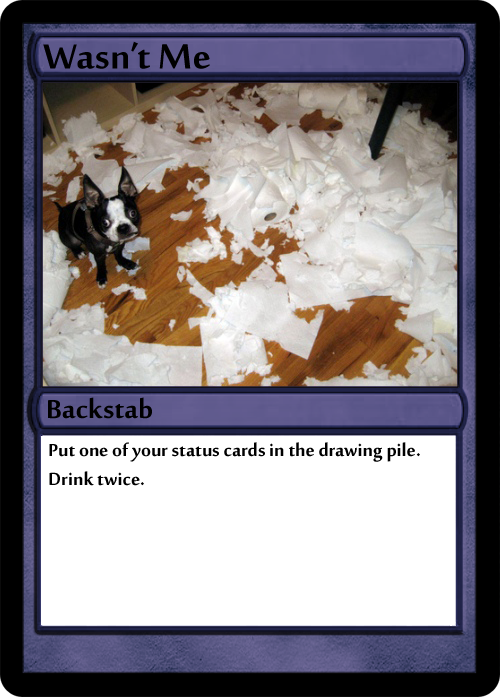 Wasn't Me
Backstab
Put one of your status cards in the drawing pile.
Drink twice.